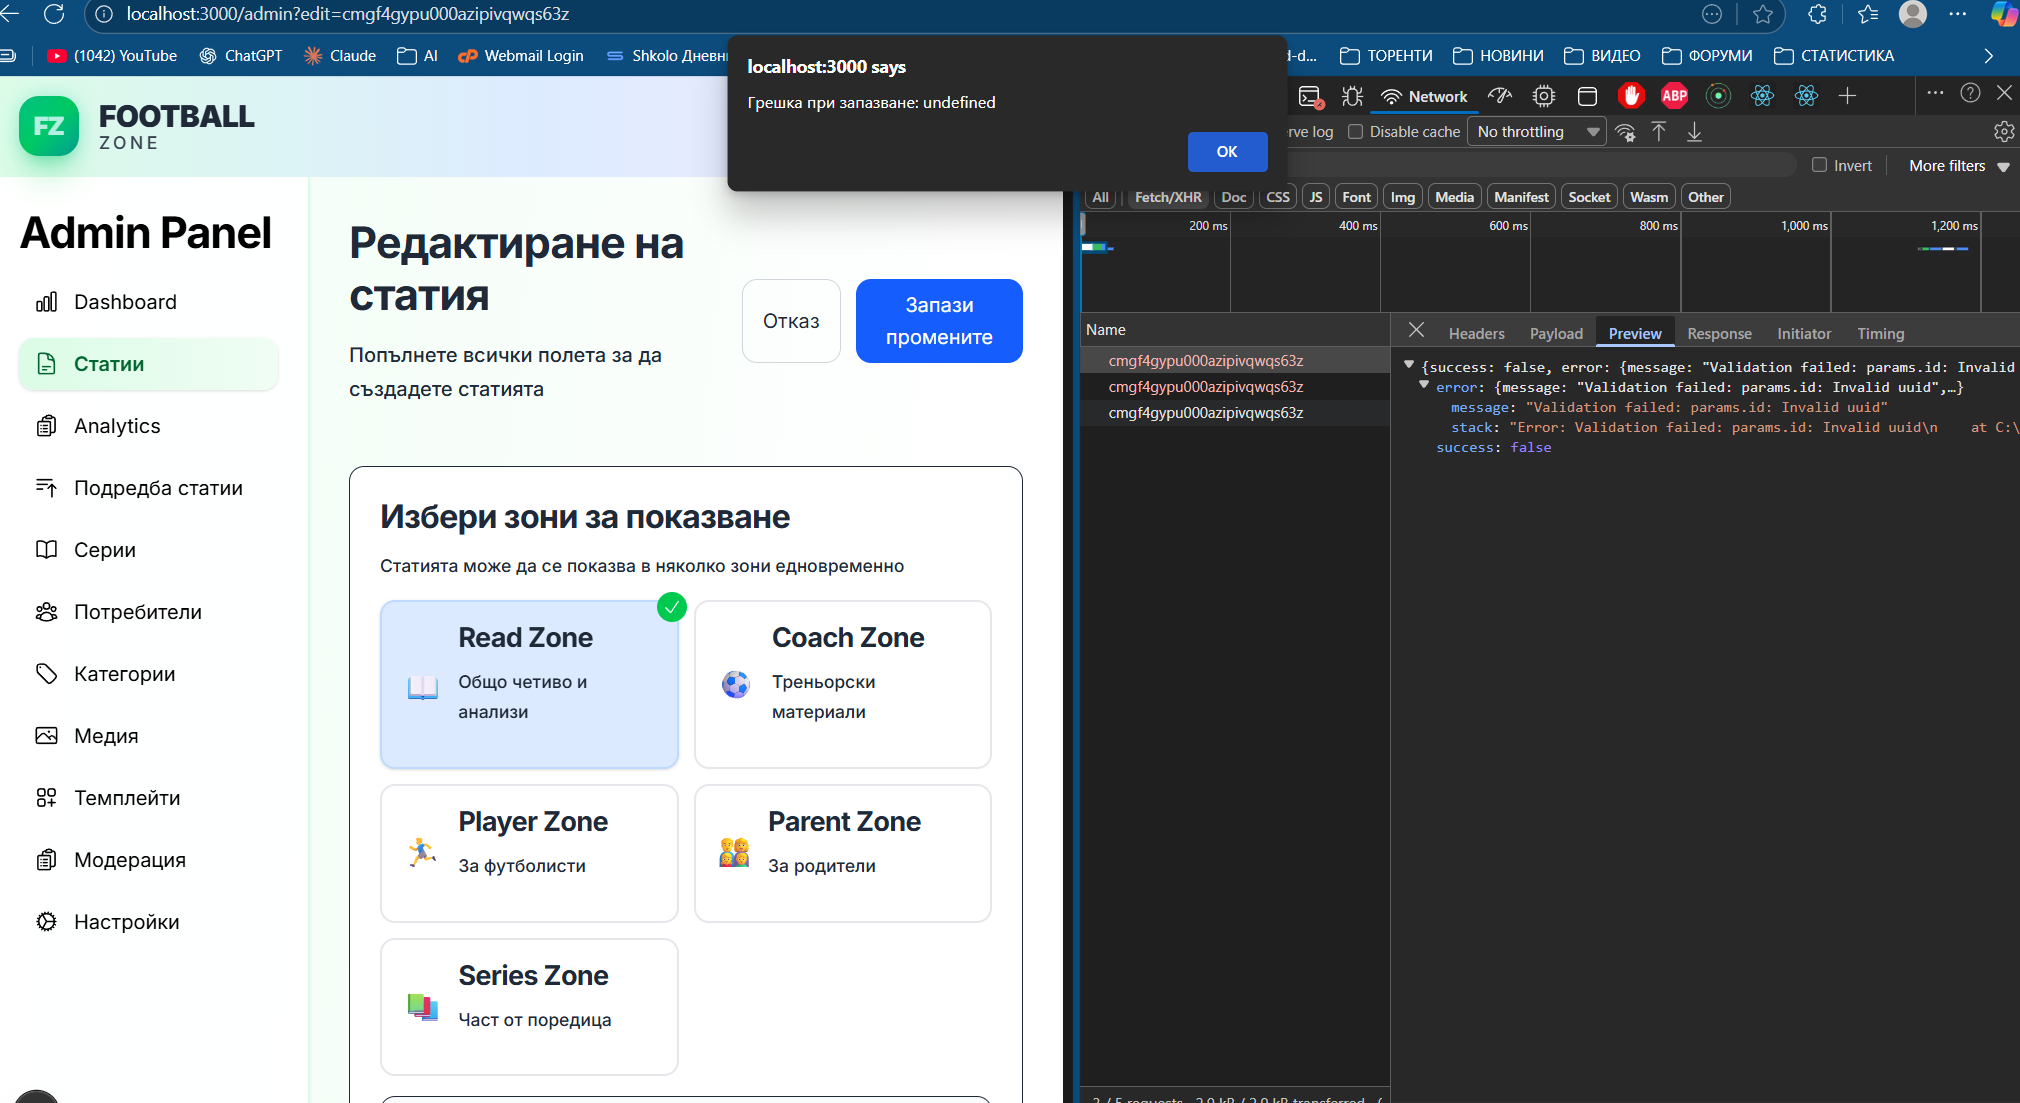 localhost:3000/admin?edit=cmgf4gypu000azipivqwqs63z
(1042) YouTube
ChatGPT
Claude
AI
Webmail Login
Shkolo Дневн
d-d...
ТОРЕНТИ
НОВИНИ
ВИДЕО
ФОРУМИ
СТАТИСТИКА
localhost:3000 says
Грешка при запазване: undefined
OK
FZ
FOOTBALL
ZONE
Admin Panel
Dashboard
Статии
Analytics
Подредба статии
Серии
Потребители
Категории
Медия
Темплейти
Модерация
Настройки
Редактиране на
статия
Попълнете всички полета за да
създадете статията
Отказ
Запази
промените
Избери зони за показване
Статията може да се показва в няколко зони едновременно
Read Zone
Общо четиво и
анализи
Coach Zone
Треньорски
материали
Player Zone
За футболисти
Parent Zone
За родители
Series Zone
Част от поредица
Network
ABP
rve log
Disable cache
No throttling
Invert
More filters
All
Fetch/XHR
Doc
CSS
JS
Font
Img
Media
Manifest
Socket
Wasm
Other
200 ms
400 ms
600 ms
800 ms
1,000 ms
1,200 ms
Name
cmgf4gypu000azipivqwqs63z
cmgf4gypu000azipivqwqs63z
cmgf4gypu000azipivqwqs63z
Headers
Payload
Preview
Response
Initiator
Timing
{success: false, error: {message: "Validation failed: params.id: Invalid
error: {message: "Validation failed: params.id: Invalid uuid",…}
message: "Validation failed: params.id: Invalid uuid"
stack: "Error: Validation failed: params.id: Invalid uuid\n    at C:\
success: false